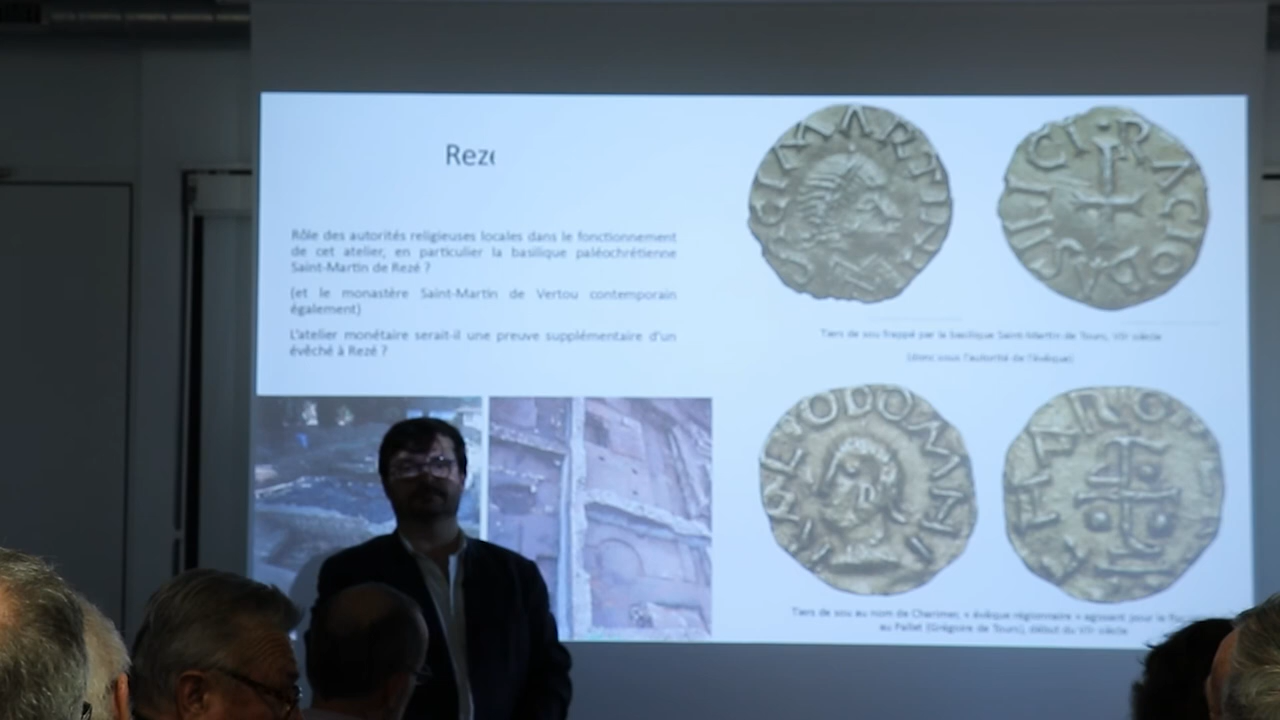 Rezé
Rôle des autorités religieuses locales dans le fonctionnement
de cet atelier, en particulier la basilique paléochrétienne
Saint-Martin de Rezé ?
(et le monastère Saint-Martin de Vertou contemporain
également)
L'atelier monétaire serait-il une preuve supplémentaire d'un
évêché à Rezé ?
Tiers de sou frappé par la basilique Saint-Martin de Tours, VIIe siècle
(donc sous l'autorité de l'évêque)
Tiers de sou au nom de Charimer, « évêque régionnaire » agissant pour le
au Pallet (Grégoire de Tours), début du VIIe siècle